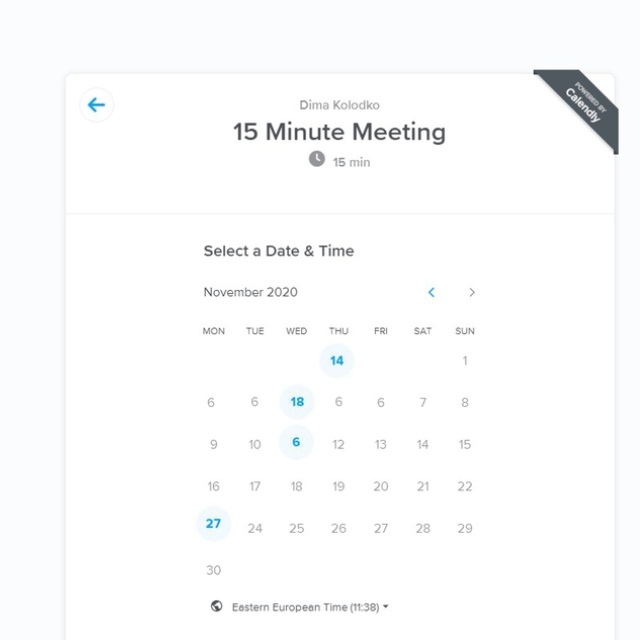 POWERED BY
Calendly
Dima Kolodko
15 Minute Meeting
15 min
Select a Date & Time
November 2020
MON TUE WED THU FRI SAT SUN
14 1
6 6 18 6 6 7 8
9 10 6 12 13 14 15
16 17 18 19 20 21 22
27 24 25 26 27 28 29
30
Eastern European Time (11:38)